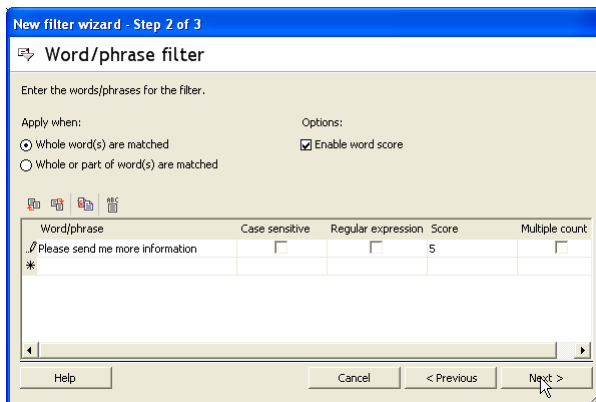 New filter wizard - Step 2 of 3
Word/phrase filter
Enter the words/phrases for the filter.
Apply when: Options:
Whole word(s) are matched Enable word score
Whole or part of word(s) are matched
ABC
Word/phrase Case sensitive Regular expression Score Multiple count
Please send me more information 5
Help Cancel < Previous Next >